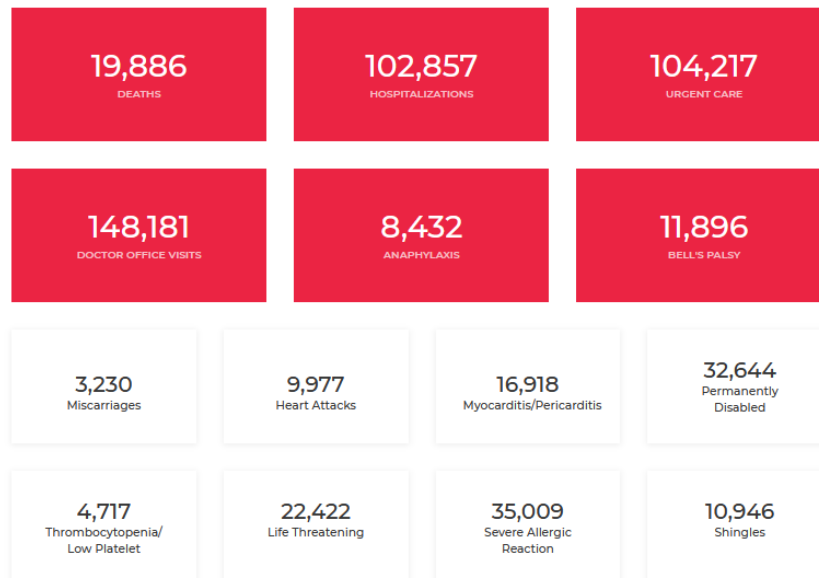 19,886
DEATHS
102,857
HOSPITALIZATIONS
104,217
URGENT CARE
148,181
DOCTOR OFFICE VISITS
8,432
ANAPHYLAXIS
11,896
BELL'S PALSY
3,230
Miscarriages
9,977
Heart Attacks
16,918
Myocarditis/Pericarditis
32,644
Permanently
Disabled
4,717
Thrombocytopenia/
Low Platelet
22,422
Life Threatening
35,009
Severe Allergic
Reaction
10,946
Shingles